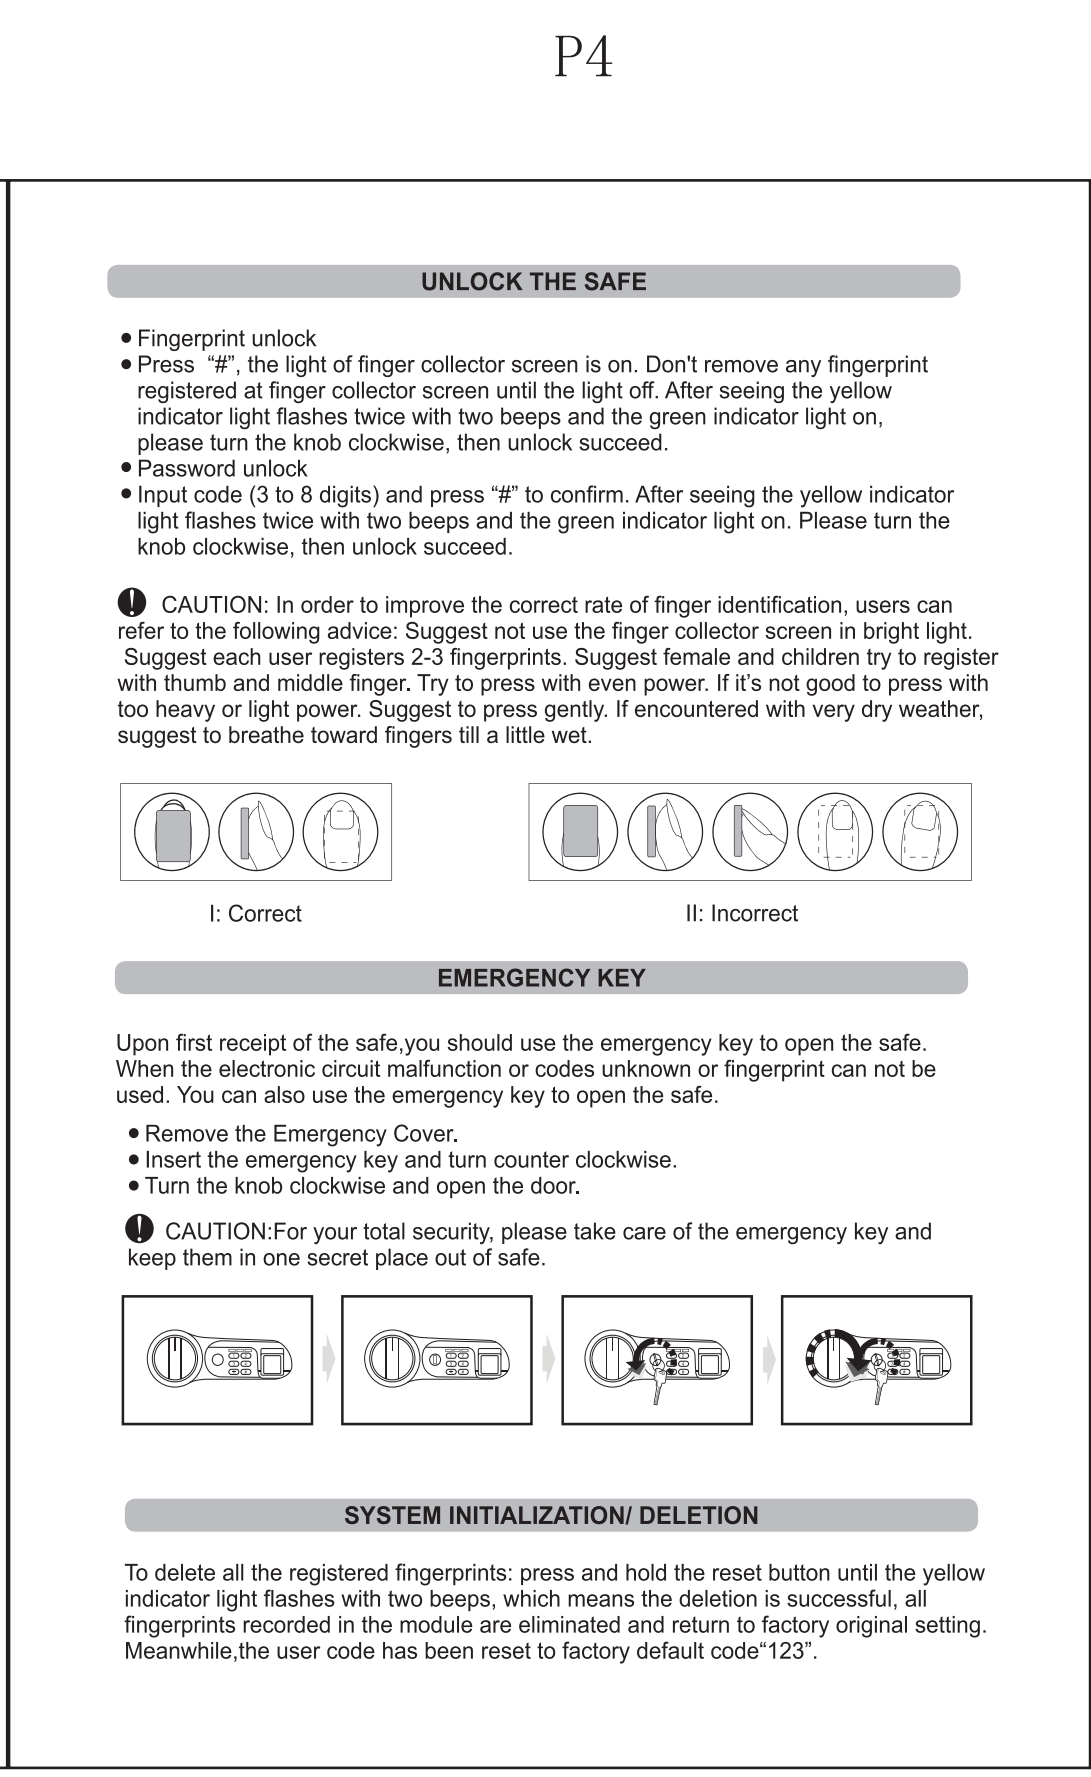 P4
UNLOCK THE SAFE
● Fingerprint unlock
● Press “#”, the light of finger collector screen is on. Don't remove any fingerprint
registered at finger collector screen until the light off. After seeing the yellow
indicator light flashes twice with two beeps and the green indicator light on,
please turn the knob clockwise, then unlock succeed.
● Password unlock
● Input code (3 to 8 digits) and press “#” to confirm. After seeing the yellow indicator
light flashes twice with two beeps and the green indicator light on. Please turn the
knob clockwise, then unlock succeed.
CAUTION: In order to improve the correct rate of finger identification, users can
refer to the following advice: Suggest not use the finger collector screen in bright light.
Suggest each user registers 2-3 fingerprints. Suggest female and children try to register
with thumb and middle finger. Try to press with even power. If it’s not good to press with
too heavy or light power. Suggest to press gently. If encountered with very dry weather,
suggest to breathe toward fingers till a little wet.
I: Correct
II: Incorrect
EMERGENCY KEY
Upon first receipt of the safe,you should use the emergency key to open the safe.
When the electronic circuit malfunction or codes unknown or fingerprint can not be
used. You can also use the emergency key to open the safe.
● Remove the Emergency Cover.
● Insert the emergency key and turn counter clockwise.
● Turn the knob clockwise and open the door.
CAUTION:For your total security, please take care of the emergency key and
keep them in one secret place out of safe.
SYSTEM INITIALIZATION/ DELETION
To delete all the registered fingerprints: press and hold the reset button until the yellow
indicator light flashes with two beeps, which means the deletion is successful, all
fingerprints recorded in the module are eliminated and return to factory original setting.
Meanwhile,the user code has been reset to factory default code“123”.